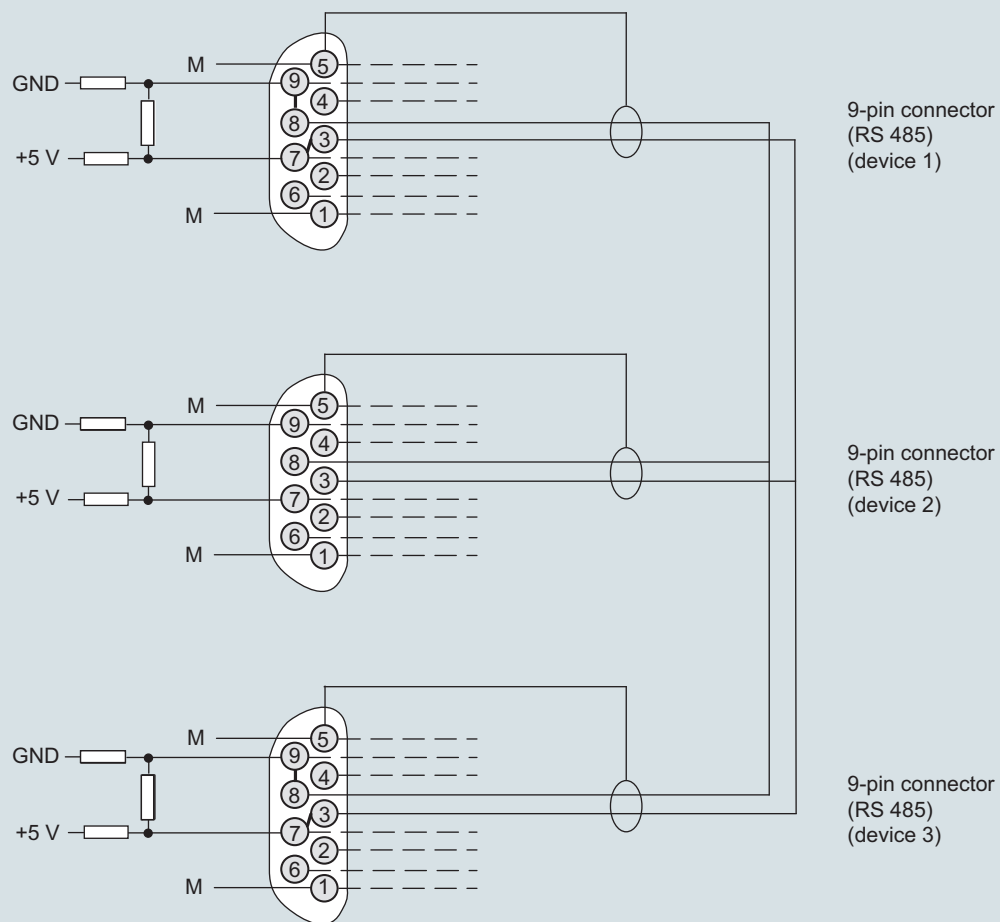 M
5
GND
9
4
8
3
+5 V
7
2
6
M
1
9-pin connector
(RS 485)
(device 1)
M
5
GND
9
4
8
3
+5 V
7
2
6
M
1
9-pin connector
(RS 485)
(device 2)
M
5
GND
9
4
8
3
+5 V
7
2
6
M
1
9-pin connector
(RS 485)
(device 3)